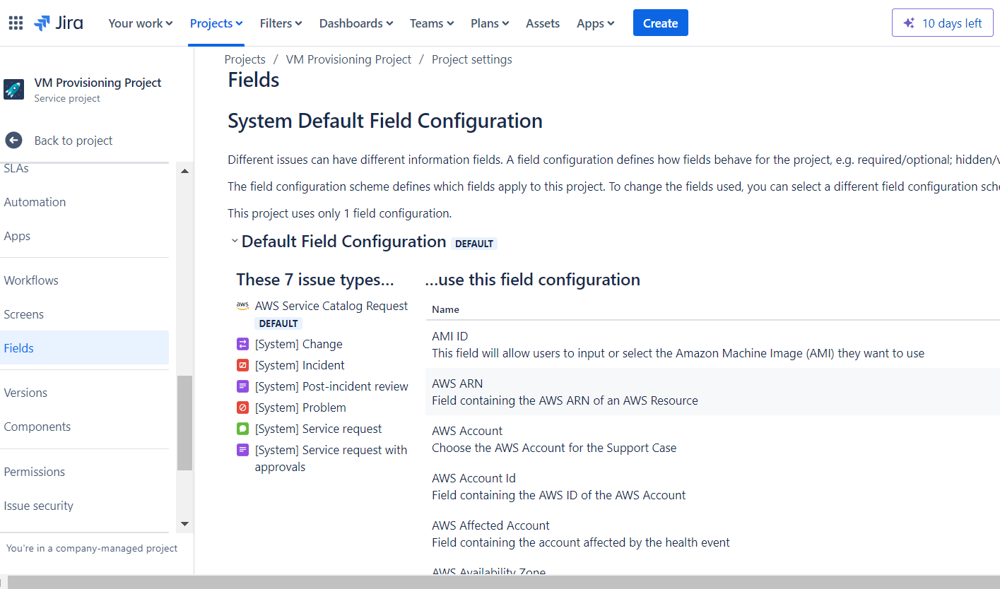 Jira Your work Projects Filters Dashboards Teams Plans Assets Apps Create 10 days left
VM Provisioning Project
Service project
Back to project
SLAs
Automation
Apps
Workflows
Screens
Fields
Versions
Components
Permissions
Issue security
You're in a company-managed project
Projects / VM Provisioning Project / Project settings
Fields
System Default Field Configuration
Different issues can have different information fields. A field configuration defines how fields behave for the project, e.g. required/optional; hidden/
The field configuration scheme defines which fields apply to this project. To change the fields used, you can select a different field configuration
This project uses only 1 field configuration.
Default Field Configuration DEFAULT
These 7 issue types...
aws AWS Service Catalog Request
DEFAULT
[System] Change
[System] Incident
[System] Post-incident review
[System] Problem
[System] Service request
[System] Service request with
approvals
...use this field configuration
Name
AMI ID
This field will allow users to input or select the Amazon Machine Image (AMI) they want to use
AWS ARN
Field containing the AWS ARN of an AWS Resource
AWS Account
Choose the AWS Account for the Support Case
AWS Account Id
Field containing the AWS ID of the AWS Account
AWS Affected Account
Field containing the account affected by the health event
AWS Availability Zone